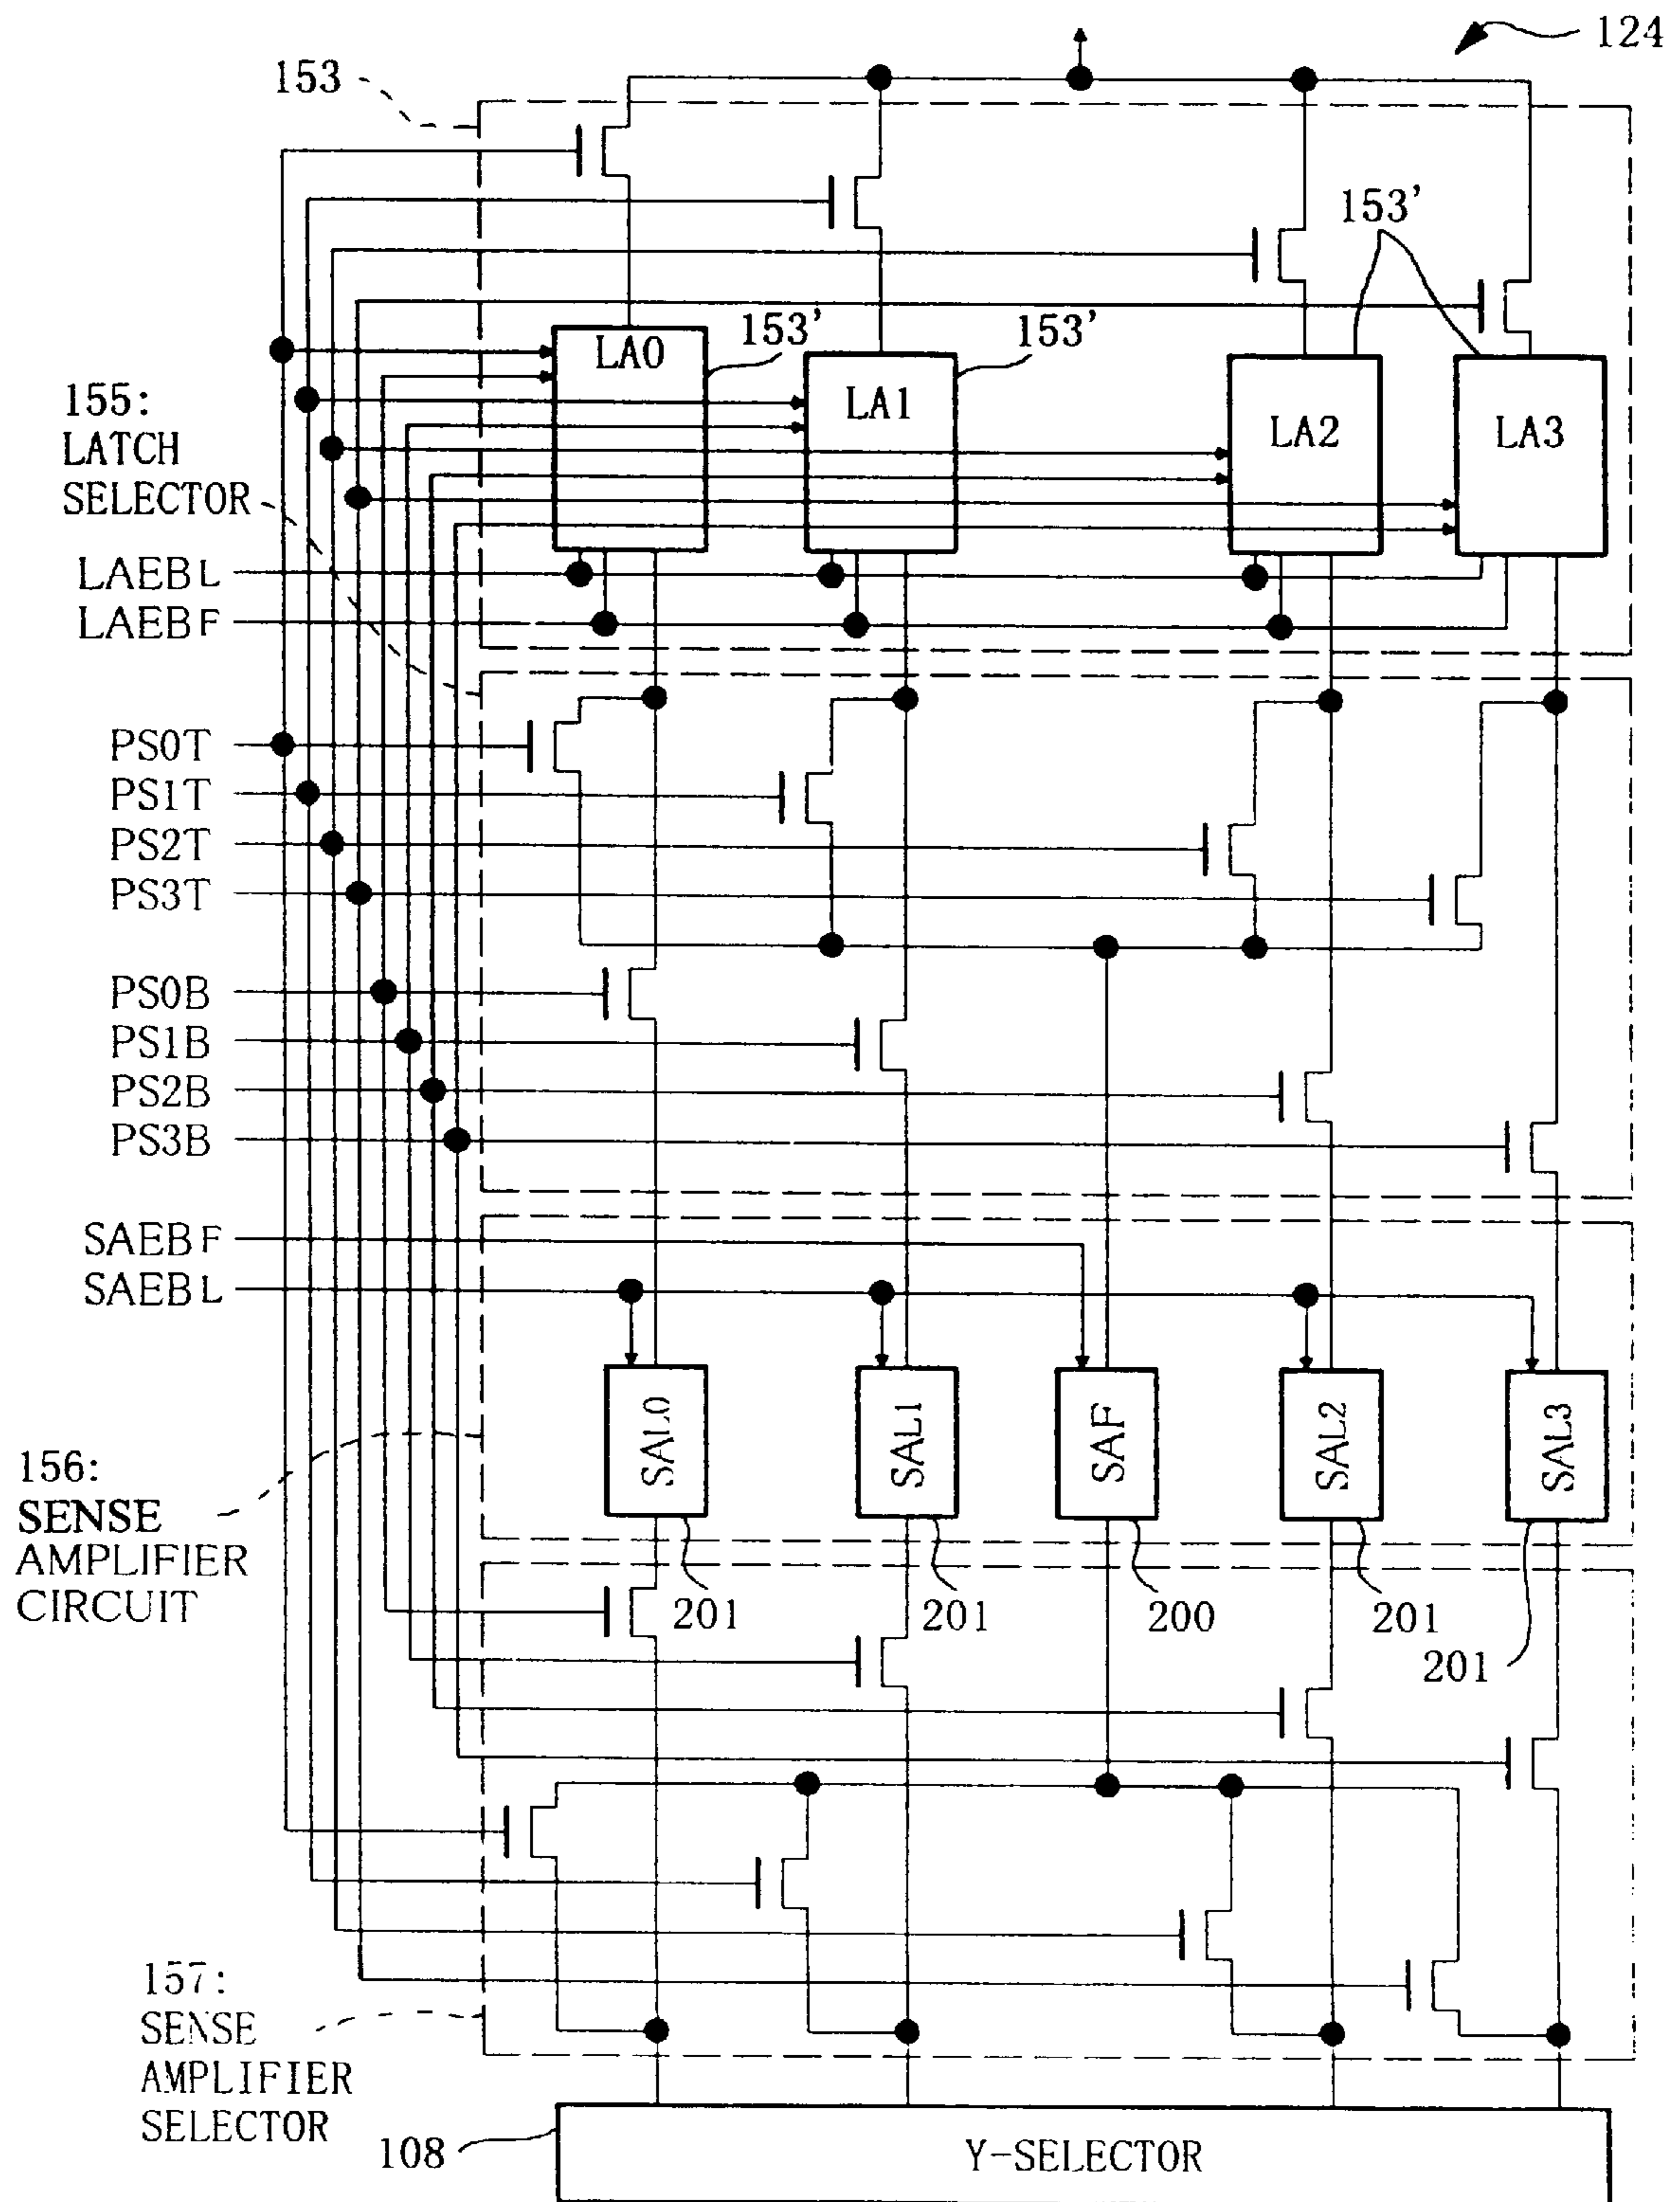 124
153
153'
LA0
153'
153'
LA1
LA2
LA3
155:
LATCH
SELECTOR
LAEBL
LAEBF
PS0T
PS1T
PS2T
PS3T
PS0B
PS1B
PS2B
PS3B
SAEBF
SAEBL
SAL0
SAL1
SAF
SAL2
SAL3
156:
SENSE
AMPLIFIER
CIRCUIT
201
201
200
201
201
157:
SENSE
AMPLIFIER
SELECTOR
108
Y-SELECTOR